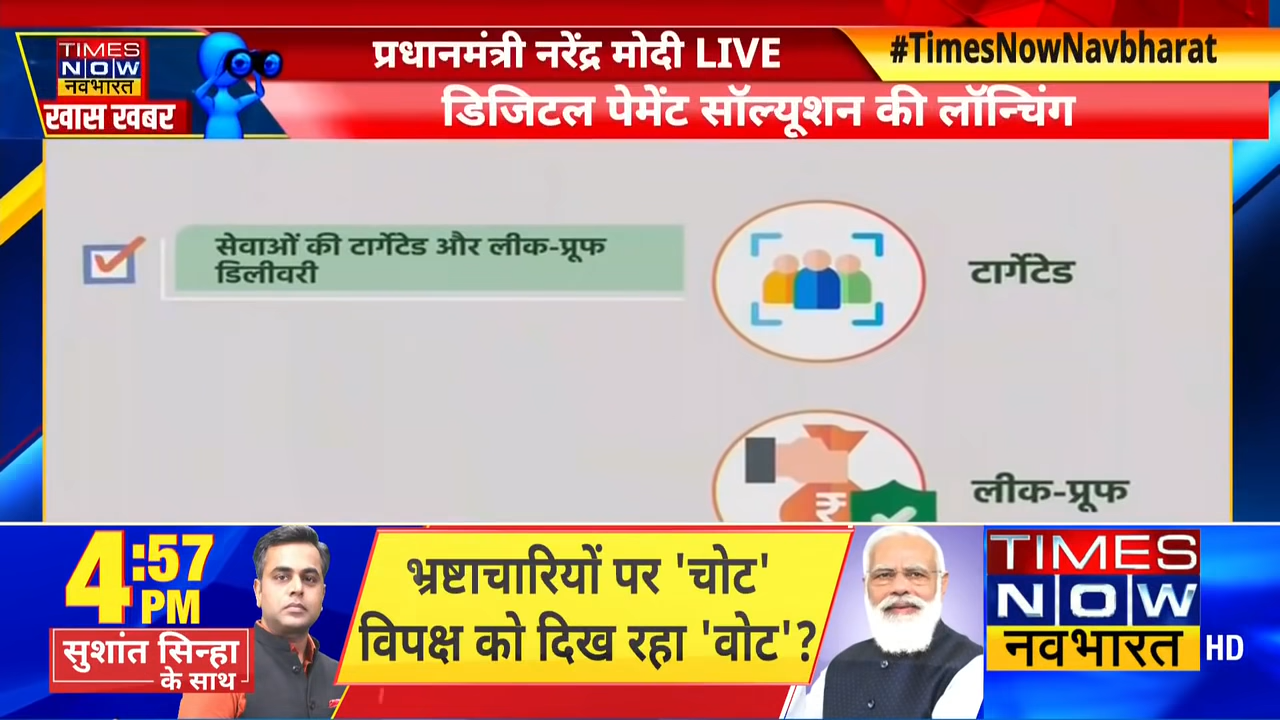 TIMES
NOW
नवभारत
खास खबर
प्रधानमंत्री नरेंद्र मोदी LIVE
#TimesNowNavbharat
डिजिटल पेमेंट सॉल्यूशन की लॉन्चिंग
सेवाओं की टार्गेटेड और लीक-प्रूफ
डिलीवरी
टार्गेटेड
₹
लीक-प्रूफ
4:57
PM
सुशांत सिन्हा
के साथ
भ्रष्टाचारियों पर 'चोट'
विपक्ष को दिख रहा 'वोट'?
TIMES
NOW
नवभारत HD